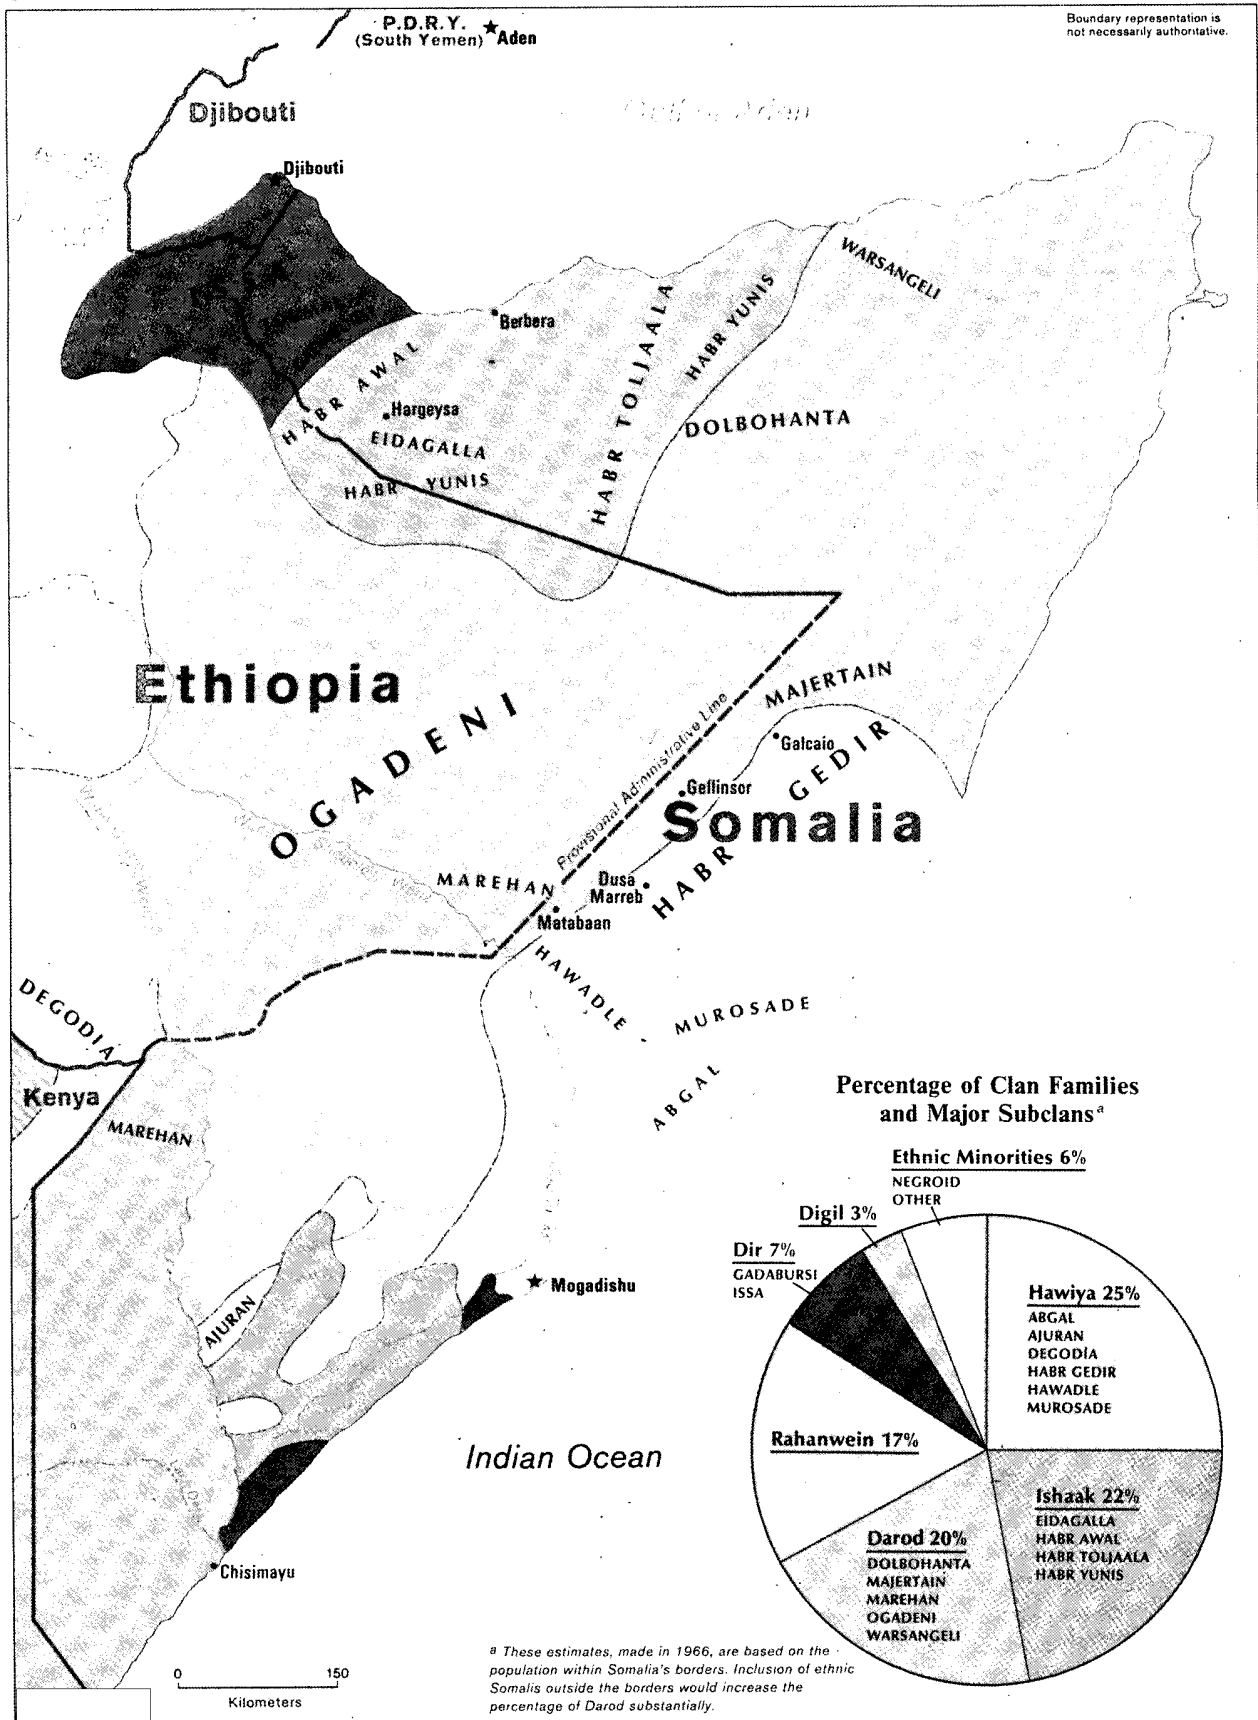 Boundary representation is
not necessarily authoritative.
P.D.R.Y.
(South Yemen)
Aden
Djibouti
Gulf of Aden
Djibouti
WARSANGELI
Berbera
HABR AWAL
HABR TOLJAALA
HABR YUNIS
Hargeysa
EIDAGALLA
DOLBOHANTA
HABR YUNIS
Ethiopia
OGADENI
Provisional Administrative Line
MAJERTAIN
Galcaio
HABR GEDIR
Geflinsor
Somalia
MAREHAN
Dusa
Marreb
Matabaan
HAWADLE
DEGODIA
MUROSADE
ABGAL
Kenya
MAREHAN
AJURAN
Mogadishu
Indian Ocean
Chisimayu
Percentage of Clan Families
and Major Subclans a
Ethnic Minorities 6%
NEGROID
OTHER
Digil 3%
Dir 7%
GADABURSI
ISSA
Hawiya 25%
ABGAL
AJURAN
DEGODIA
HABR GEDIR
HAWADLE
MUROSADE
Rahanwein 17%
Ishaak 22%
EIDAGALLA
HABR AWAL
HABR TOLJAALA
HABR YUNIS
Darod 20%
DOLBOHANTA
MAJERTAIN
MAREHAN
OGADENI
WARSANGELI
a These estimates, made in 1966, are based on the
population within Somalia's borders. Inclusion of ethnic
Somalis outside the borders would increase the
percentage of Darod substantially.
0 150
Kilometers